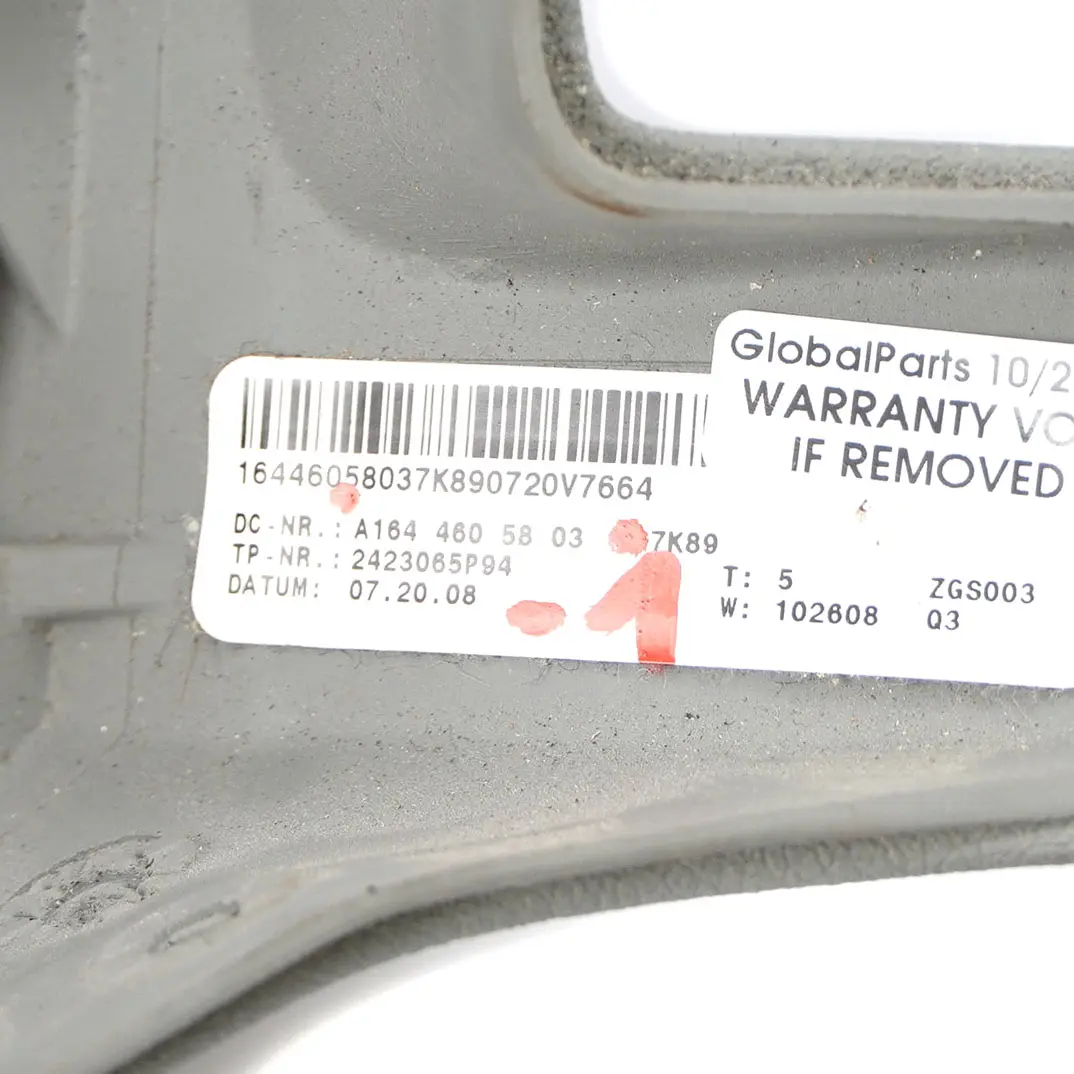 GlobalParts 10/2
WARRANTY VO
IF REMOVED
16446058037K890720V7664
DC-NR.: A164 460 58 03 7K89
TP-NR.: 2423065P94
DATUM: 07.20.08
-1
T: 5 ZGS003
W: 102608 Q3